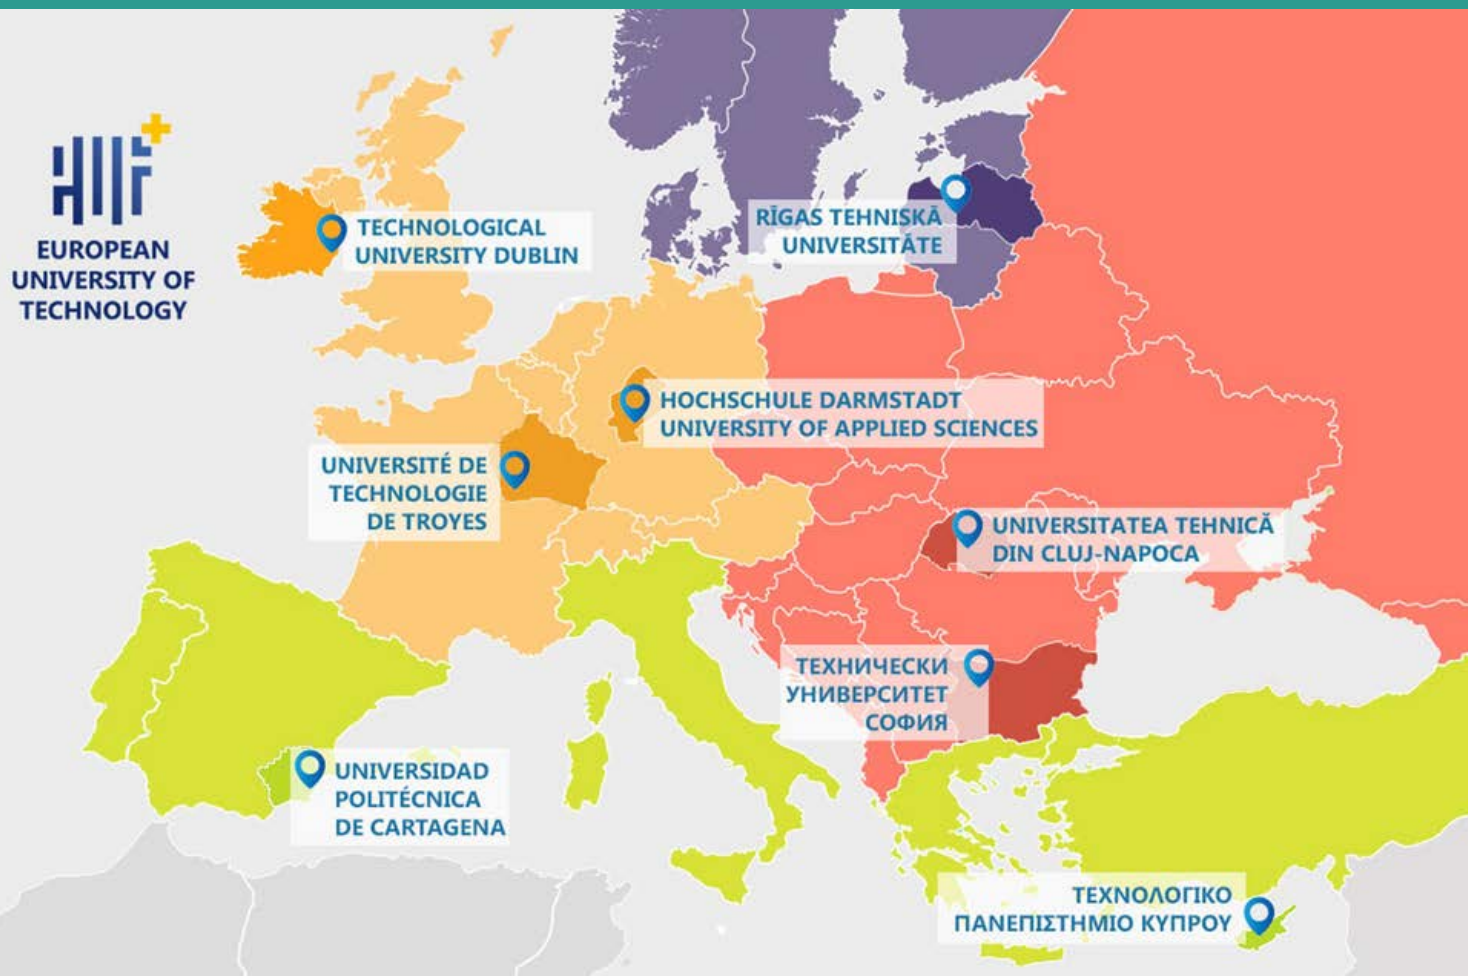 EUROPEAN
UNIVERSITY OF
TECHNOLOGY
TECHNOLOGICAL
UNIVERSITY DUBLIN
RĪGAS TEHNISKĀ
UNIVERSITĀTE
HOCHSCHULE DARMSTADT
UNIVERSITY OF APPLIED SCIENCES
UNIVERSITÉ DE
TECHNOLOGIE
DE TROYES
UNIVERSITATEA TEHNICĂ
DIN CLUJ-NAPOCA
ТЕХНИЧЕСКИ
УНИВЕРСИТЕТ
СОФИЯ
UNIVERSIDAD
POLITÉCNICA
DE CARTAGENA
ΤΕΧΝΟΛΟΓΙΚΟ
ΠΑΝΕΠΙΣΤΗΜΙΟ ΚΥΠΡΟΥ